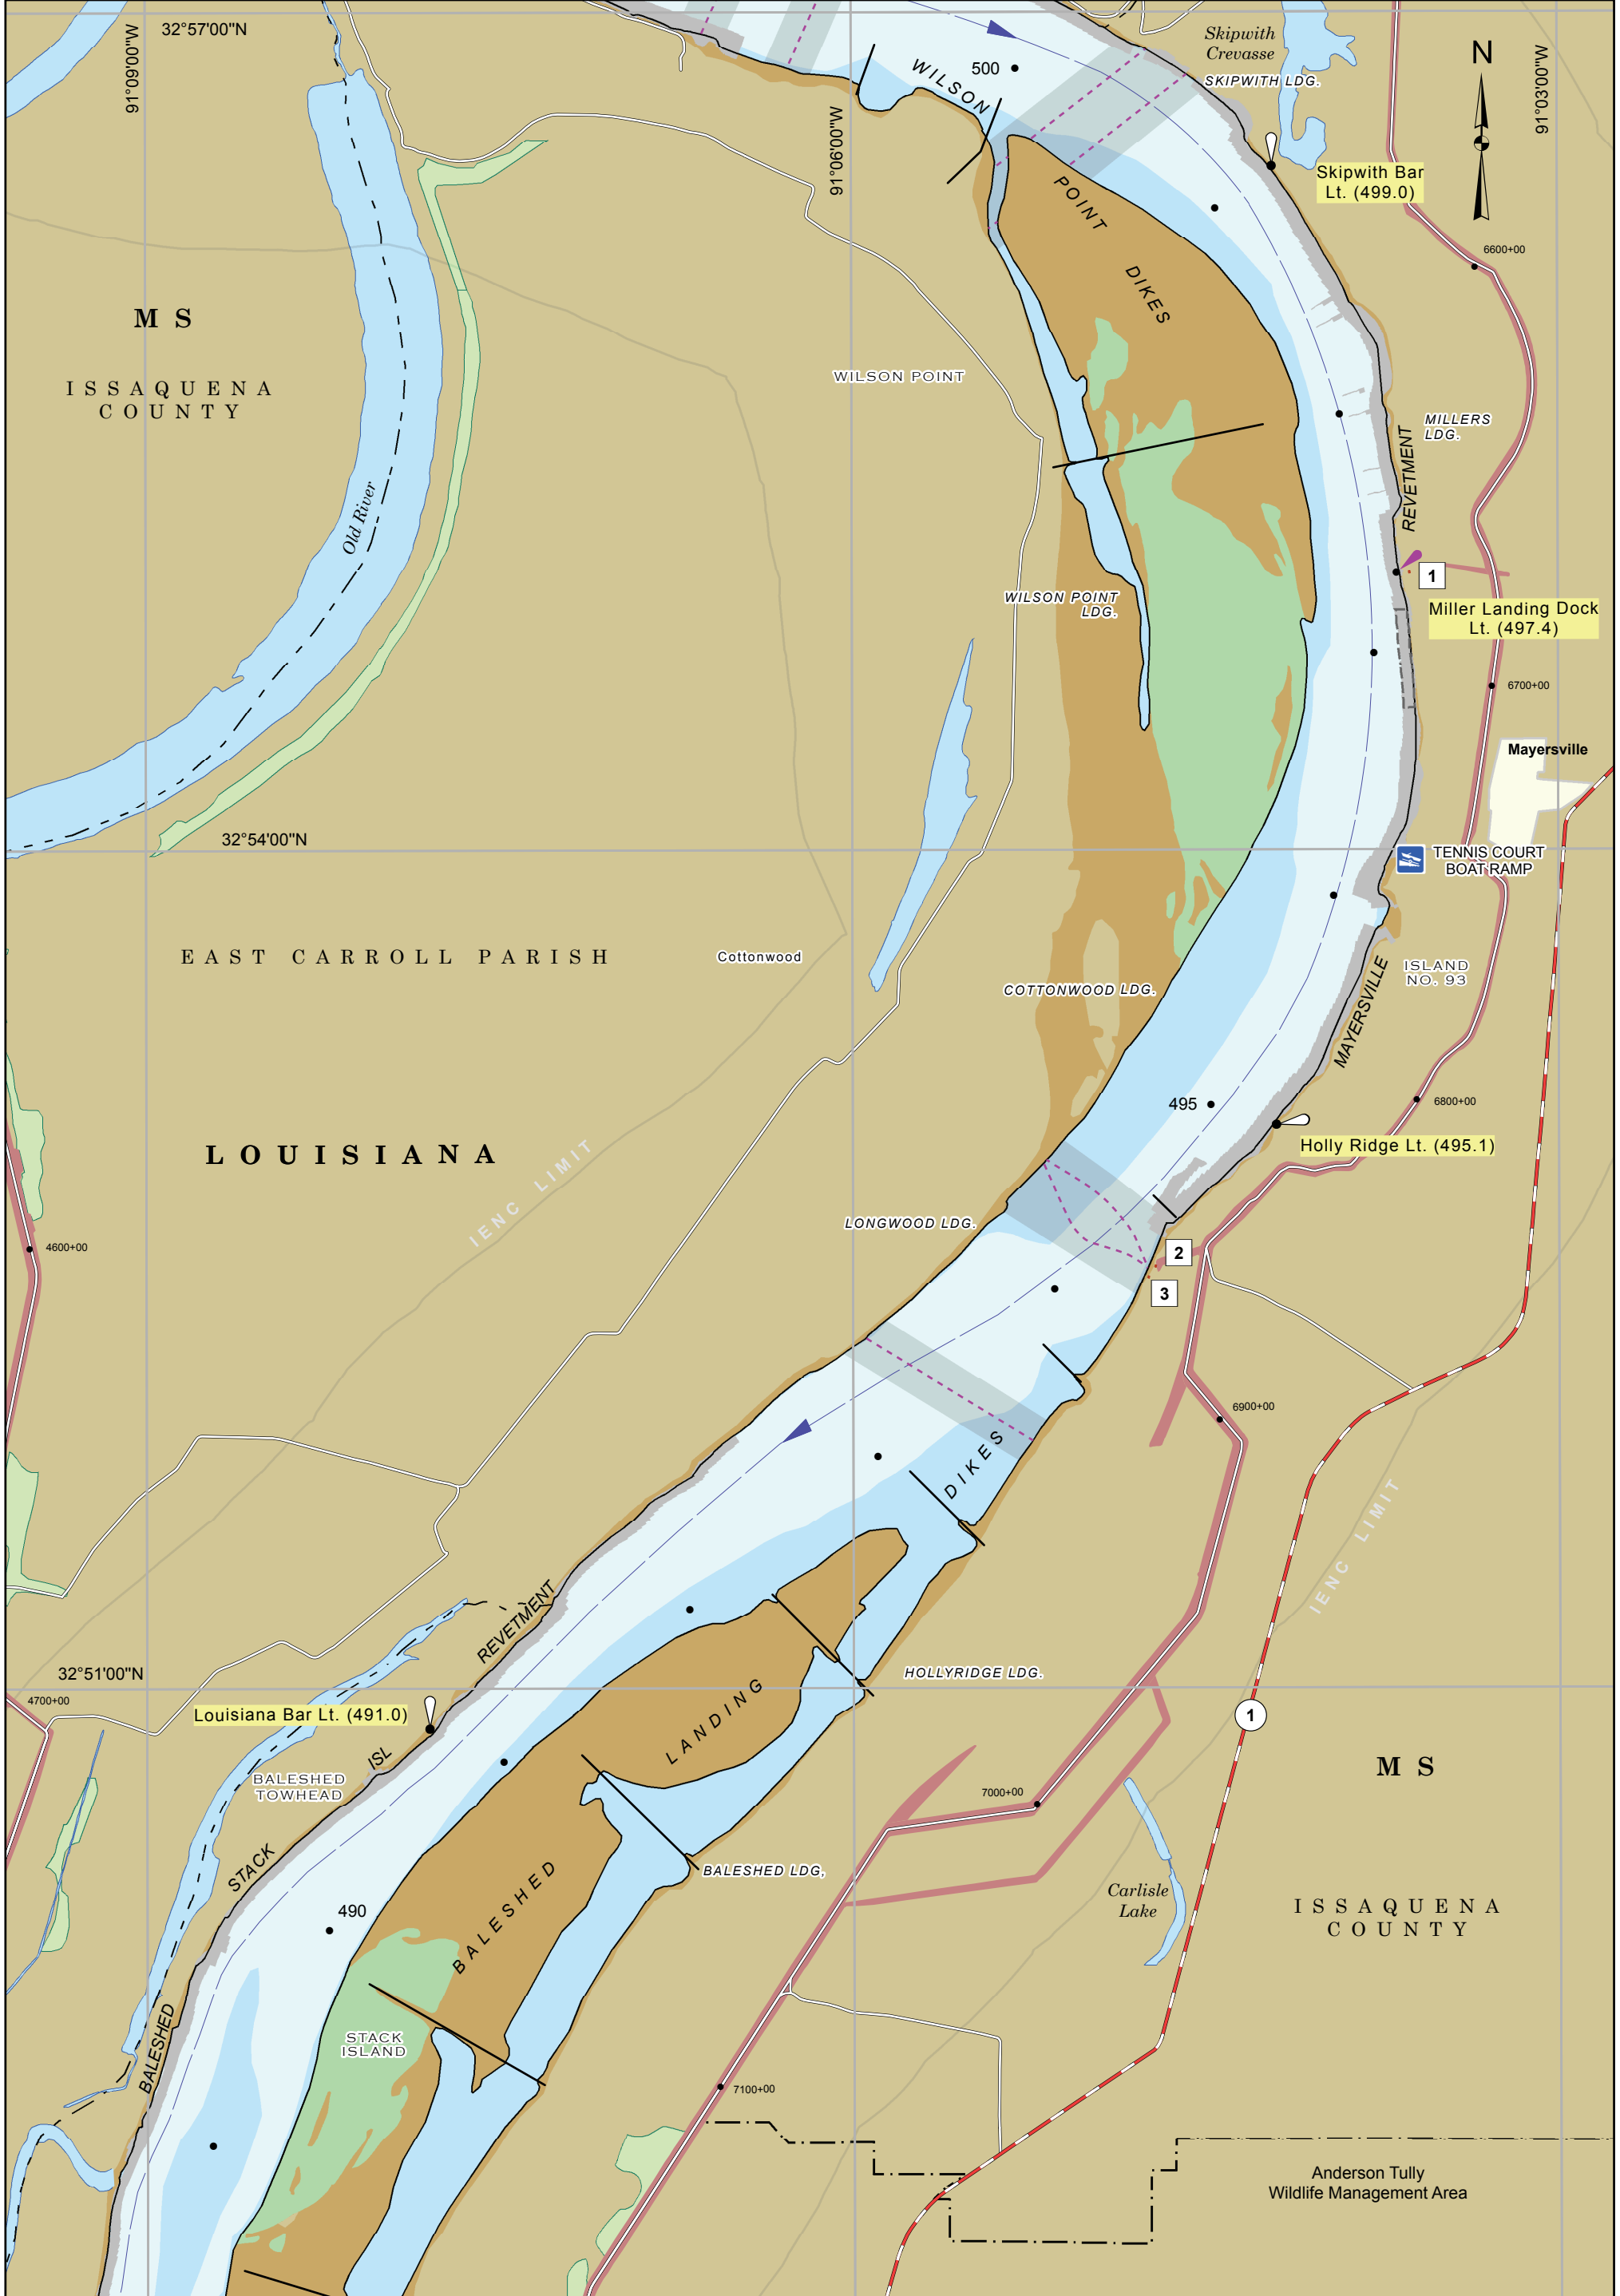 32°57'00"N
91°09'00"W
91°06'00"W
91°03'00"W
N
Skipwith
Crevasse
SKIPWITH LDG.
500
WILSON
POINT
DIKES
Skipwith Bar
Lt. (499.0)
6600+00
M S
ISSAQUENA
COUNTY
WILSON POINT
MILLERS
LDG.
REVETMENT
Old River
1
WILSON POINT
LDG.
Miller Landing Dock
Lt. (497.4)
6700+00
Mayersville
32°54'00"N
TENNIS COURT
BOAT RAMP
EAST CARROLL PARISH
Cottonwood
COTTONWOOD LDG.
ISLAND
NO. 93
MAYERSVILLE
495
6800+00
Holly Ridge Lt. (495.1)
LOUISIANA
IENC LIMIT
LONGWOOD LDG.
4600+00
2
3
6900+00
DIKES
IENC LIMIT
REVETMENT
32°51'00"N
HOLLYRIDGE LDG.
4700+00
Louisiana Bar Lt. (491.0)
LANDING
1
ISL
M S
BALESHED
TOWHEAD
7000+00
STACK
BALESHED LDG,
BALESHED
Carlisle
Lake
490
ISSAQUENA
COUNTY
STACK
ISLAND
BALESHED
7100+00
Anderson Tully
Wildlife Management Area